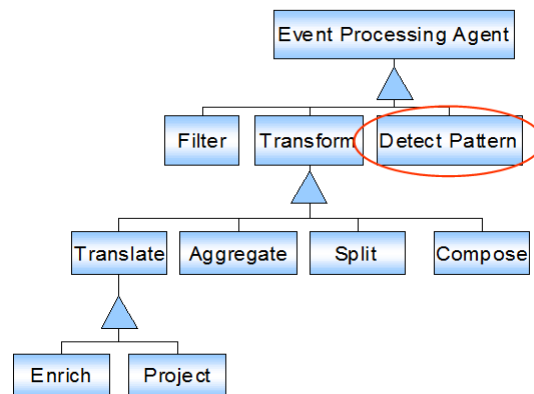 Event Processing Agent
Filter
Transform
Detect Pattern
Translate
Aggregate
Split
Compose
Enrich
Project